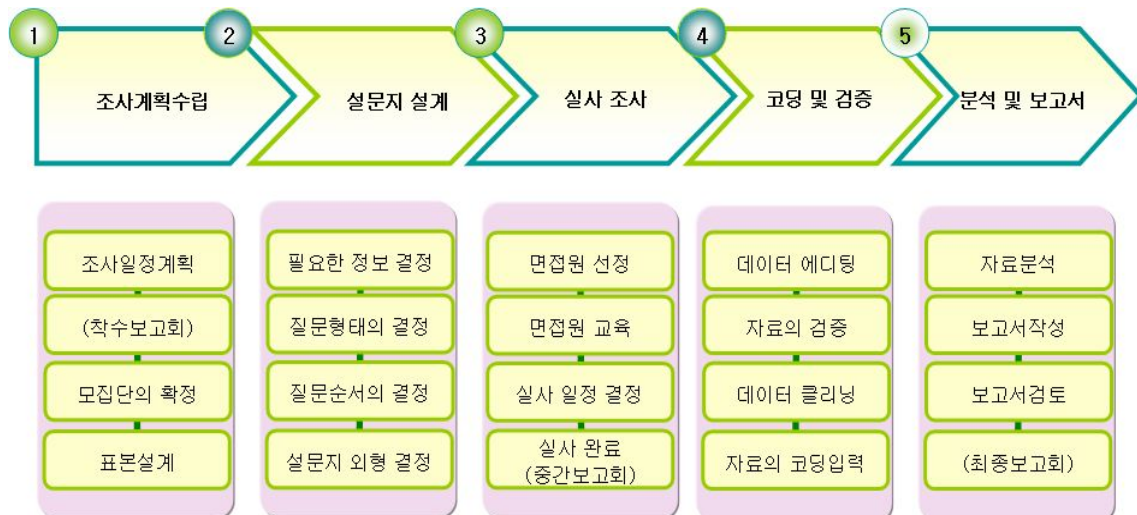 1
2
3
4
5
조사계획수립
설문지 설계
실사 조사
코딩 및 검증
분석 및 보고서
조사일정계획
(착수보고회)
모집단의 확정
표본설계
필요한 정보 결정
질문형태의 결정
질문순서의 결정
설문지 외형 결정
면접원 선정
면접원 교육
실사 일정 결정
실사 완료
(중간보고회)
데이터 에디팅
자료의 검증
데이터 클리닝
자료의 코딩입력
자료분석
보고서작성
보고서검토
(최종보고회)